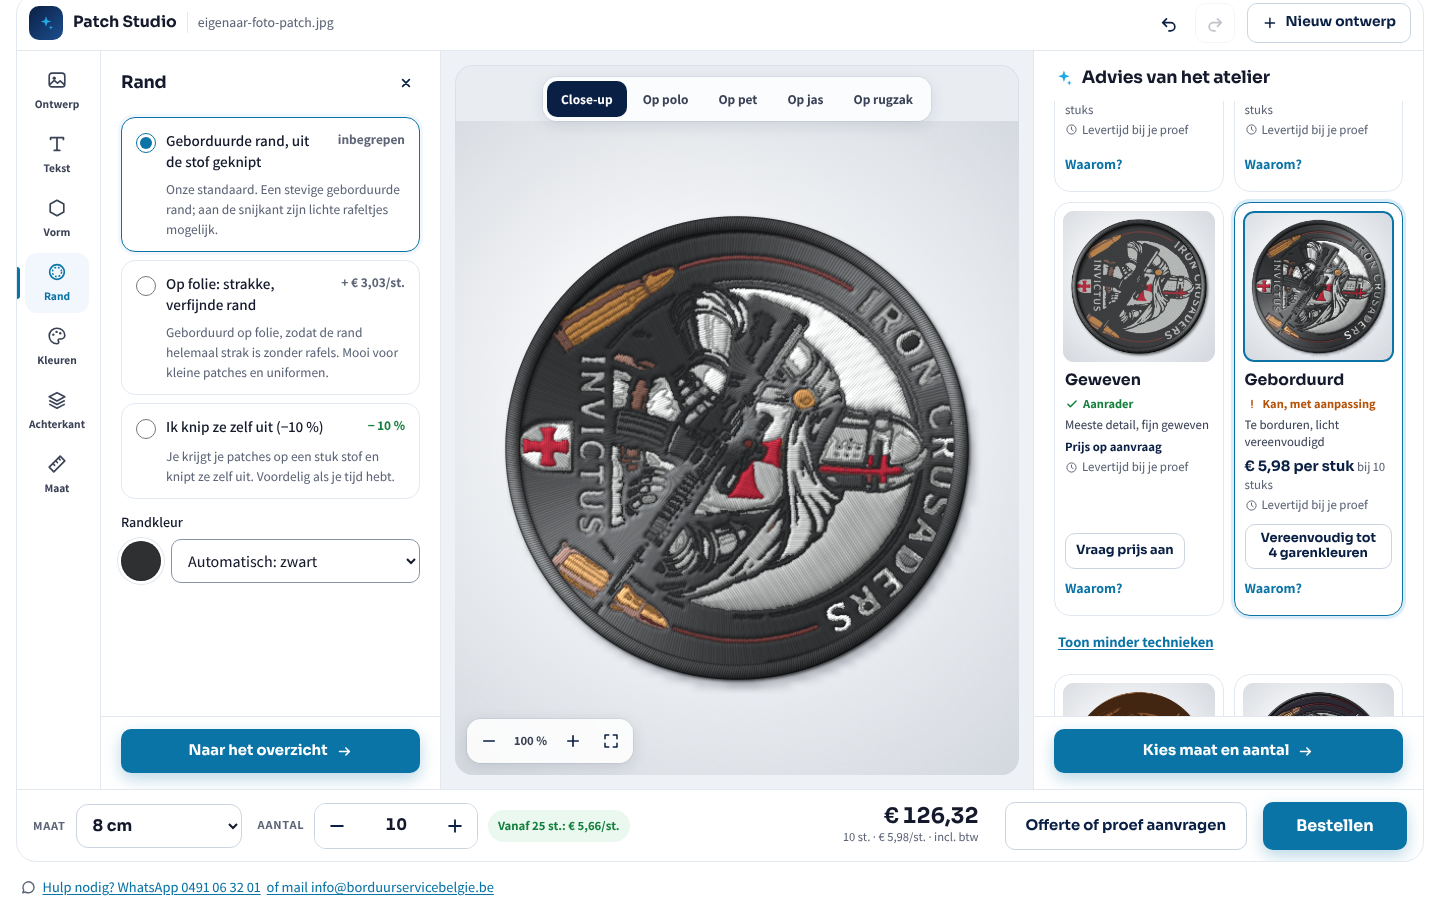 Patch Studio
eigenaar-foto-patch.jpg
Nieuw ontwerp
Ontwerp
Tekst
Vorm
Rand
Kleuren
Achterkant
Maat
Rand
Geborduurde rand, uit
de stof geknipt
inbegrepen
Onze standaard. Een stevige geborduurde
rand; aan de snijkant zijn lichte rafeltjes
mogelijk.
Op folie: strakke,
verfijnde rand
+ € 3,03/st.
Geborduurd op folie, zodat de rand
helemaal strak is zonder rafels. Mooi voor
kleine patches en uniformen.
Ik knip ze zelf uit (−10 %)
− 10 %
Je krijgt je patches op een stuk stof en
knipt ze zelf uit. Voordelig als je tijd hebt.
Randkleur
Automatisch: zwart
Naar het overzicht →
Close-up
Op polo
Op pet
Op jas
Op rugzak
IRON CRUSADERS
INVICTUS
100 %
Advies van het atelier
stuks
Levertijd bij je proef
Waarom?
stuks
Levertijd bij je proef
Waarom?
IRON CRUSADERS
INVICTUS
Geweven
Aanrader
Meeste detail, fijn geweven
Prijs op aanvraag
Levertijd bij je proef
Vraag prijs aan
Waarom?
IRON CRUSADERS
INVICTUS
Geborduurd
! Kan, met aanpassing
Te borduren, licht
vereenvoudigd
€ 5,98 per stuk bij 10
stuks
Levertijd bij je proef
Vereenvoudig tot
4 garenkleuren
Waarom?
Toon minder technieken
Kies maat en aantal →
MAAT
8 cm
AANTAL
10
Vanaf 25 st.: € 5,66/st.
€ 126,32
10 st. · € 5,98/st. · incl. btw
Offerte of proef aanvragen
Bestellen
Hulp nodig? WhatsApp 0491 06 32 01 of mail info@borduurservicebelgie.be